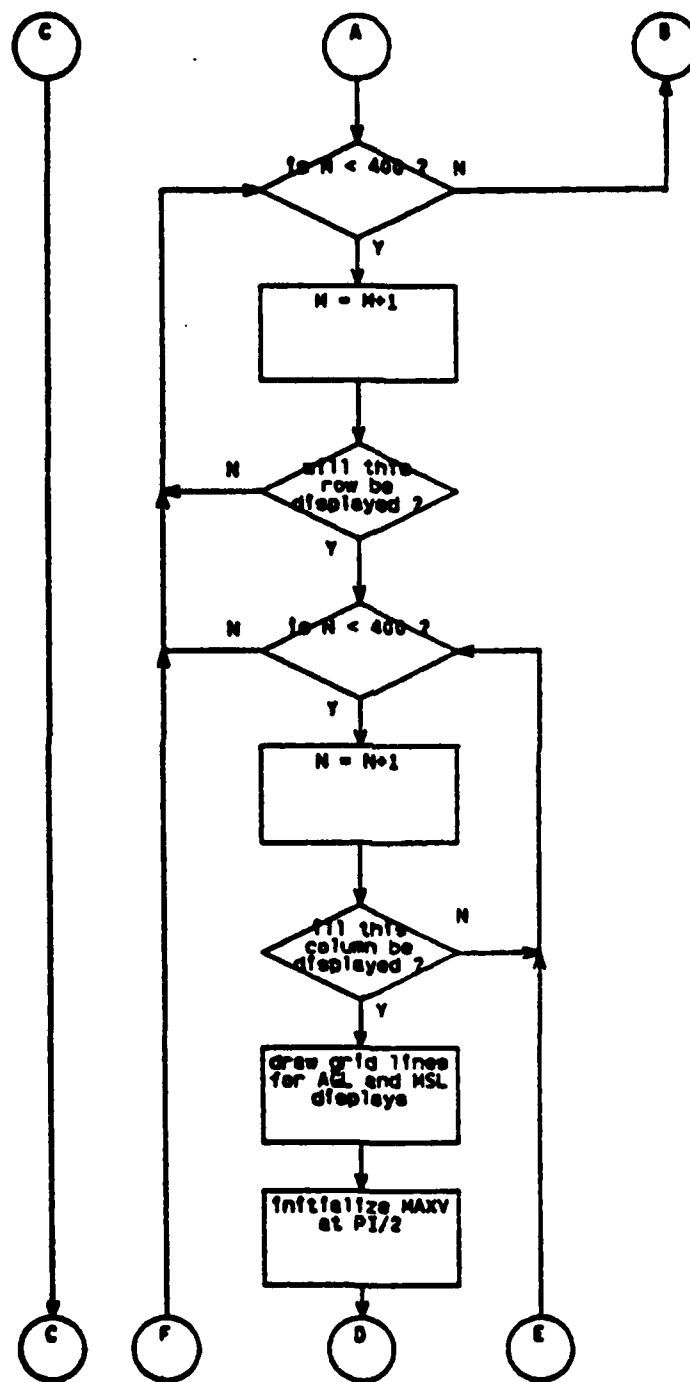 C
A
B
is M < 400 ?
N
Y
M = M+1
will this
N
row be
displayed ?
Y
is N < 400 ?
N
Y
N = N+1
N
this
column be
displayed ?
Y
draw grid lines
for AGL and MSL
displays
initialize MAXV
at PI/2
C
F
D
E